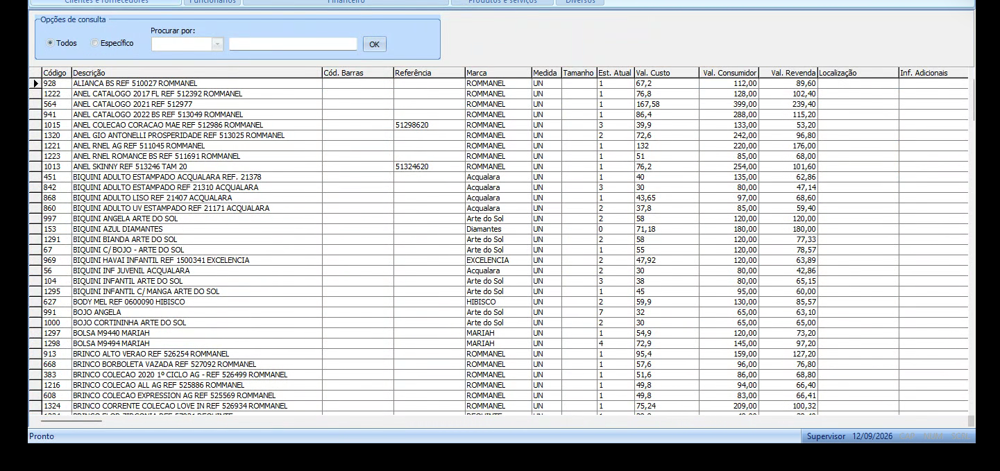 Clientes e fornecedores Funcionários Financeiro Produtos e serviços Diversos
Opções de consulta
Procurar por:
Todos Específico OK
Código Descrição Cód. Barras Referência Marca Medida Tamanho Est. Atual Val. Custo Val. Consumidor Val. Revenda Localização Inf. Adicionais
928 ALIANCA BS REF 510027 ROMMANEL ROMMANEL UN 1 67,2 112,00 89,60
1222 ANEL CATALOGO 2017 FL REF 512392 ROMMANEL ROMMANEL UN 1 76,8 128,00 102,40
564 ANEL CATALOGO 2021 REF 512977 ROMMANEL UN 1 167,58 399,00 239,40
941 ANEL CATALOGO 2022 BS REF 513049 ROMMANEL ROMMANEL UN 1 86,4 288,00 115,20
1015 ANEL COLECAO CORACAO MAE REF 512986 ROMMANEL 51298620 ROMMANEL UN 3 39,9 133,00 53,20
1320 ANEL GIO ANTONELLI PROSPERIDADE REF 513025 ROMMANEL ROMMANEL UN 2 72,6 242,00 96,80
1221 ANEL RNEL AG REF 511045 ROMMANEL ROMMANEL UN 1 132 220,00 176,00
1223 ANEL RNEL ROMANCE BS REF 511691 ROMMANEL ROMMANEL UN 1 51 85,00 68,00
1013 ANEL SKINNY REF 513246 TAM 20 51324620 ROMMANEL UN 1 76,2 254,00 101,60
451 BIQUINI ADULTO ESTAMPADO ACQUALARA REF. 21378 Acqualara UN 1 40 135,00 62,86
842 BIQUINI ADULTO ESTAMPADO REF 21310 ACQUALARA Acqualara UN 3 30 80,00 47,14
868 BIQUINI ADULTO LISO REF 21407 ACQUALARA Acqualara UN 1 43,65 97,00 68,60
860 BIQUINI ADULTO UV ESTAMPADO REF 21171 ACQUALARA Acqualara UN 2 37,8 85,00 59,40
997 BIQUINI ANGELA ARTE DO SOL Arte do Sol UN 2 58 120,00 120,00
153 BIQUINI AZUL DIAMANTES Diamantes UN 0 71,18 180,00 180,00
1291 BIQUINI BIANDA ARTE DO SOL Arte do Sol UN 2 58 120,00 77,33
67 BIQUINI C/ BOJO - ARTE DO SOL Arte do Sol UN 1 55 120,00 78,57
969 BIQUINI HAVAI INFANTIL REF 1500341 EXCELENCIA EXCELENCIA UN 2 47,92 120,00 63,89
56 BIQUINI INF JUVENIL ACQUALARA Acqualara UN 2 30 80,00 42,86
104 BIQUINI INFANTIL ARTE DO SOL Arte do Sol UN 3 38 80,00 65,15
1295 BIQUINI INFANTIL C/ MANGA ARTE DO SOL Arte do Sol UN 1 45 95,00 60,00
627 BODY MEL REF 0600090 HIBISCO HIBISCO UN 2 59,9 130,00 85,57
991 BOJO ANGELA Arte do Sol UN 7 32 65,00 63,10
1000 BOJO CORTININHA ARTE DO SOL Arte do Sol UN 2 30 65,00 65,00
1297 BOLSA M9440 MARIAH MARIAH UN 1 54,9 120,00 73,20
1298 BOLSA M9494 MARIAH MARIAH UN 4 72,9 145,00 97,20
913 BRINCO ALTO VERAO REF 526254 ROMMANEL ROMMANEL UN 1 95,4 159,00 127,20
668 BRINCO BORBOLETA VAZADA REF 527092 ROMMANEL ROMMANEL UN 1 57,6 96,00 76,80
383 BRINCO COLECAO 2020 1º CICLO AG - REF 526499 ROMMANEL ROMMANEL UN 1 51,6 86,00 68,80
1216 BRINCO COLECAO ALL AG REF 525886 ROMMANEL ROMMANEL UN 1 49,8 94,00 66,40
608 BRINCO COLECAO EXPRESSION AG REF 525569 ROMMANEL ROMMANEL UN 1 49,8 83,00 66,41
1324 BRINCO CORRENTE COLECAO LOVE IN REF 526934 ROMMANEL ROMMANEL UN 1 75,24 209,00 100,32
Pronto Supervisor 12/09/2026 CAP NUM SCRL